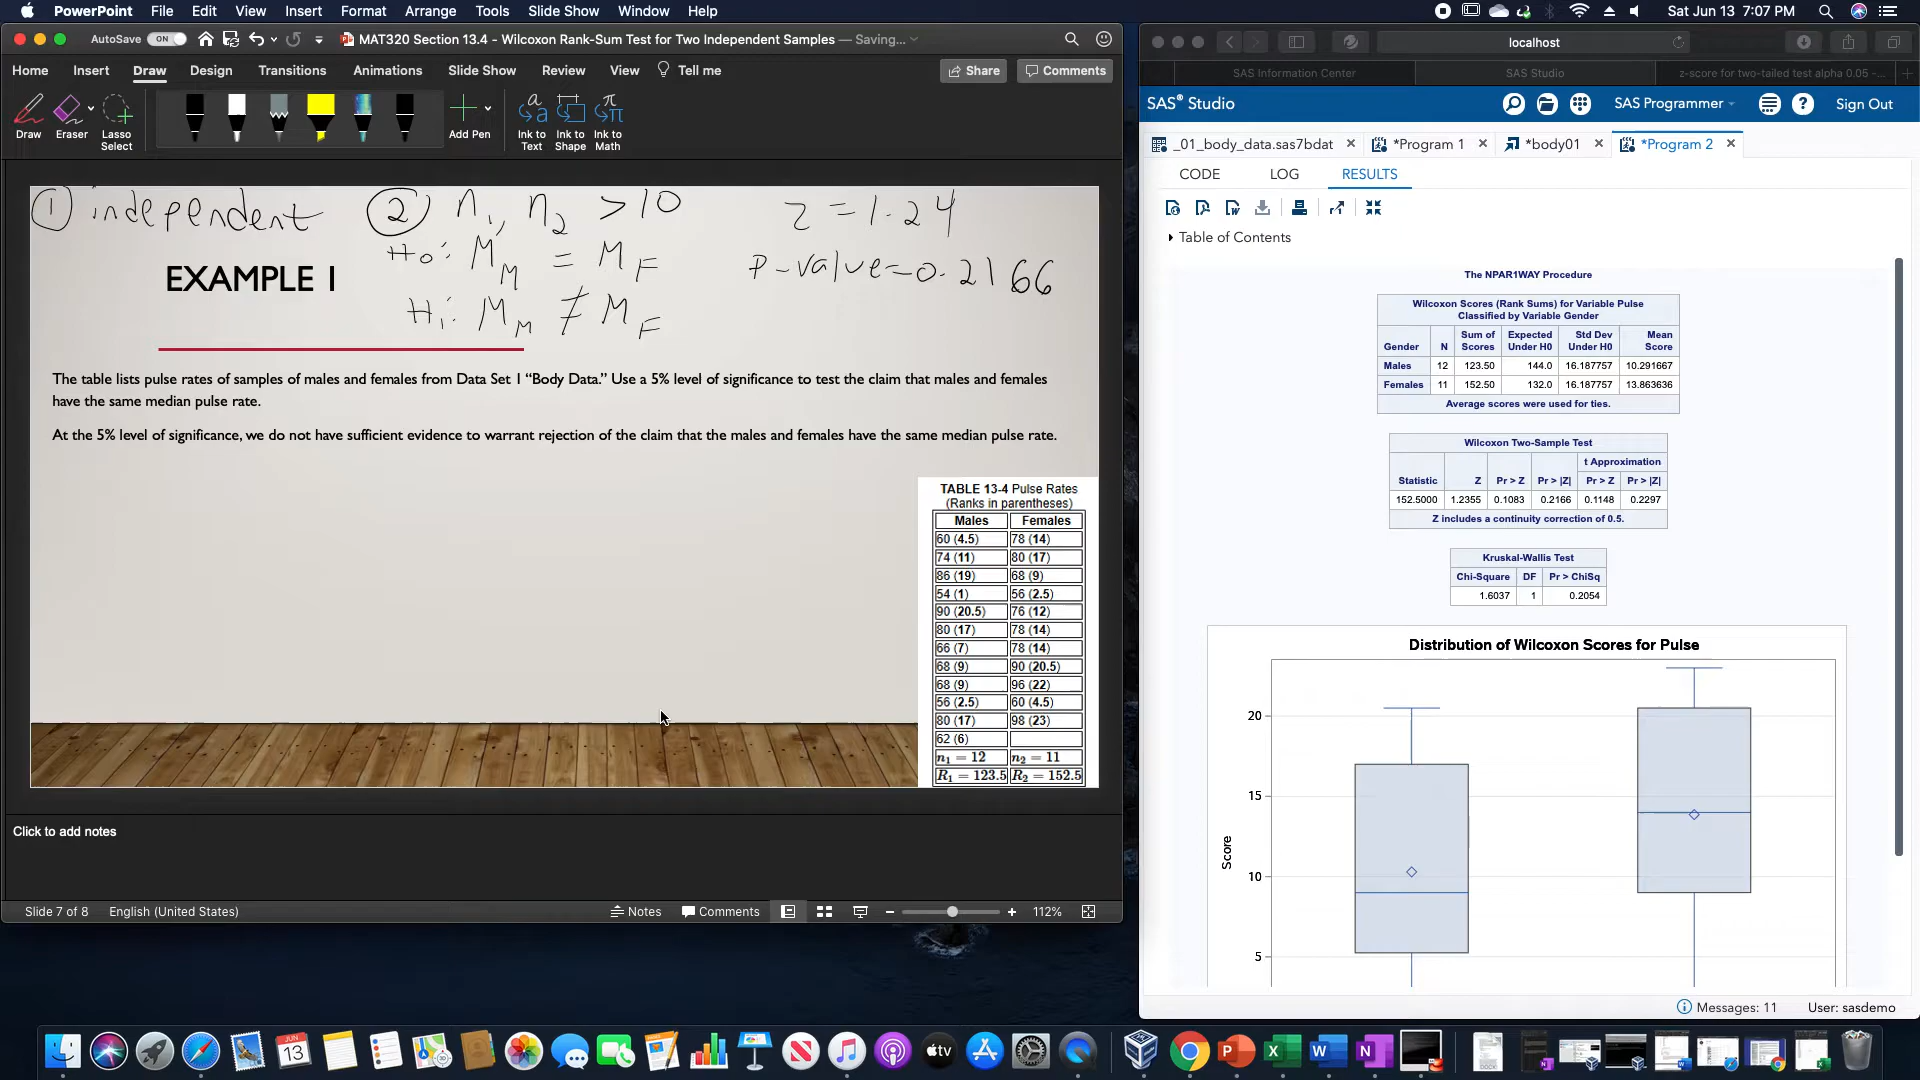 PowerPoint File Edit View Insert Format Arrange Tools Slide Show Window Help
Sat Jun 13 7:07 PM
AutoSave ON
MAT320 Section 13.4 - Wilcoxon Rank-Sum Test for Two Independent Samples — Saving...
Home Insert Draw Design Transitions Animations Slide Show Review View Tell me
Share Comments
Draw Eraser Lasso Select Add Pen Ink to Text Ink to Shape Ink to Math
① independent ② n₁, n₂ > 10 z = 1.24
H₀: M_M = M_F P-value=0.2166
EXAMPLE 1
H₁: M_M ≠ M_F
The table lists pulse rates of samples of males and females from Data Set 1 “Body Data.” Use a 5% level of significance to test the claim that males and females
have the same median pulse rate.
At the 5% level of significance, we do not have sufficient evidence to warrant rejection of the claim that the males and females have the same median pulse rate.
TABLE 13-4 Pulse Rates
(Ranks in parentheses)
Males Females
60 (4.5) 78 (14)
74 (11) 80 (17)
86 (19) 68 (9)
54 (1) 56 (2.5)
90 (20.5) 76 (12)
80 (17) 78 (14)
66 (7) 78 (14)
68 (9) 90 (20.5)
68 (9) 96 (22)
56 (2.5) 60 (4.5)
80 (17) 98 (23)
62 (6)
n₁ = 12 n₂ = 11
R₁ = 123.5 R₂ = 152.5
Click to add notes
Slide 7 of 8 English (United States) Notes Comments 112%
localhost
SAS Information Center SAS Studio z-score for two-tailed test alpha 0.05 -...
SAS® Studio SAS Programmer Sign Out
_01_body_data.sas7bdat *Program 1 *body01 *Program 2
CODE LOG RESULTS
Table of Contents
The NPAR1WAY Procedure
Wilcoxon Scores (Rank Sums) for Variable Pulse
Classified by Variable Gender
Gender N Sum of Scores Expected Under H0 Std Dev Under H0 Mean Score
Males 12 123.50 144.0 16.187757 10.291667
Females 11 152.50 132.0 16.187757 13.863636
Average scores were used for ties.
Wilcoxon Two-Sample Test
t Approximation
Statistic Z Pr > Z Pr > |Z| Pr > Z Pr > |Z|
152.5000 1.2355 0.1083 0.2166 0.1148 0.2297
Z includes a continuity correction of 0.5.
Kruskal-Wallis Test
Chi-Square DF Pr > ChiSq
1.6037 1 0.2054
Distribution of Wilcoxon Scores for Pulse
20
15
Score
10
5
Messages: 11 User: sasdemo
JUN
13
tv